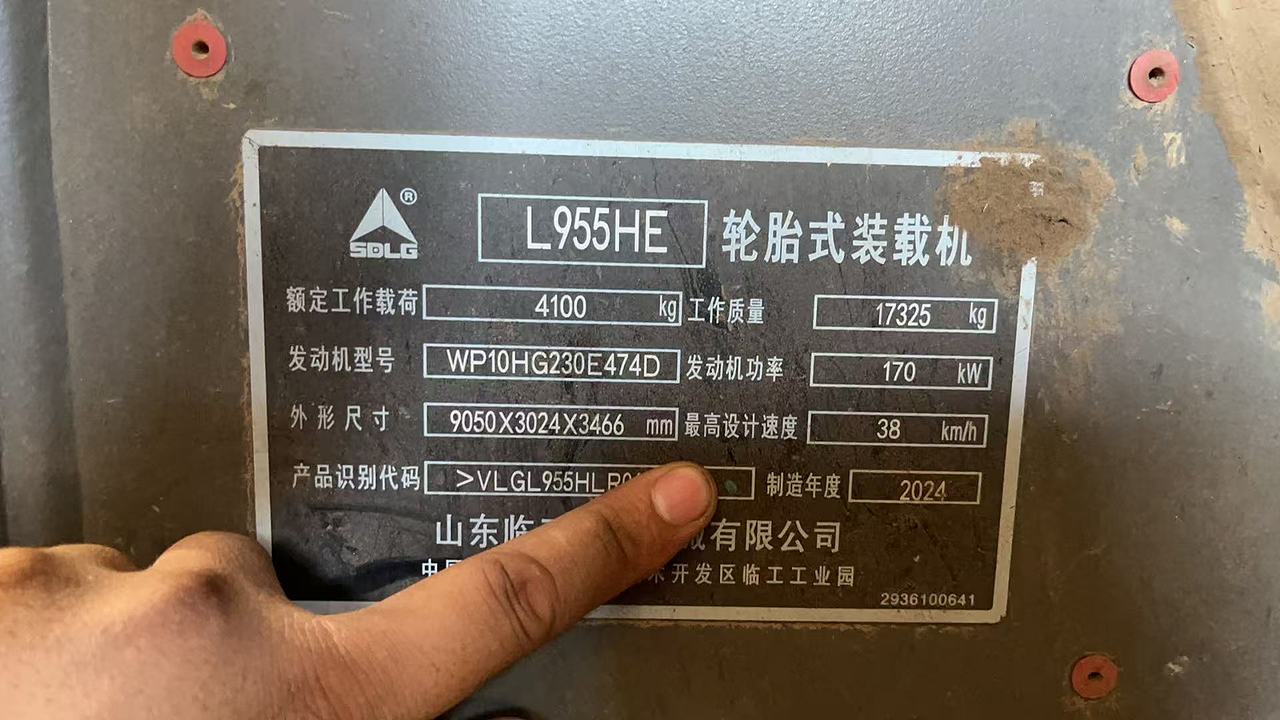 SDLG ®
L955HE 轮胎式装载机
额定工作载荷 4100 kg 工作质量 17325 kg
发动机型号 WP10HG230E474D 发动机功率 170 kW
外形尺寸 9050X3024X3466 mm 最高设计速度 38 km/h
产品识别代码 >VLGL955HLR0 制造年度 2024
山东临 有限公司
开发区临工工业园
2936100641